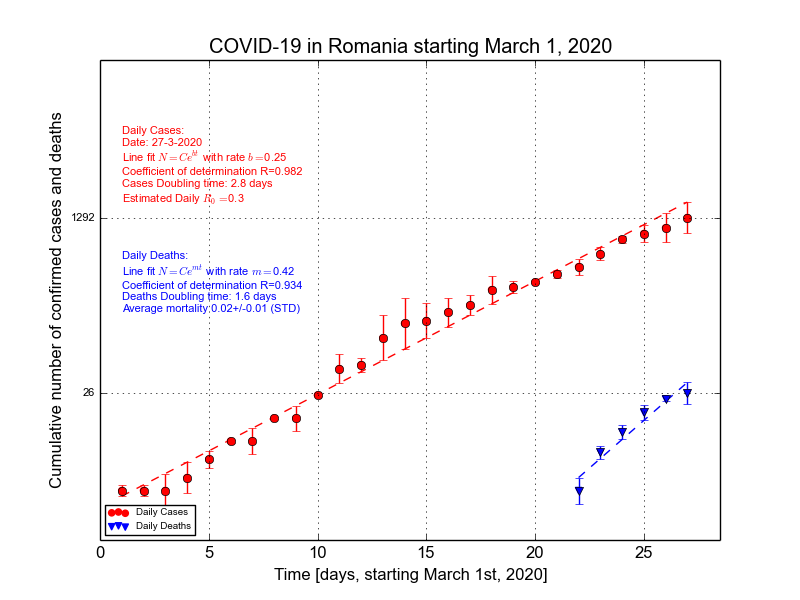 COVID-19 in Romania starting March 1, 2020
Cumulative number of confirmed cases and deaths
Daily Cases:
Date: 27-3-2020
Line fit N=Ce^{bt} with rate b=0.25
Coefficient of determination R=0.982
Cases Doubling time: 2.8 days
Estimated Daily R_0=0.3
1292
Daily Deaths:
Line fit N=Ce^{mt} with rate m=0.42
Coefficient of determination R=0.934
Deaths Doubling time: 1.6 days
Average mortality:0.02+/-0.01 (STD)
26
Daily Cases
Daily Deaths
0 5 10 15 20 25
Time [days, starting March 1st, 2020]